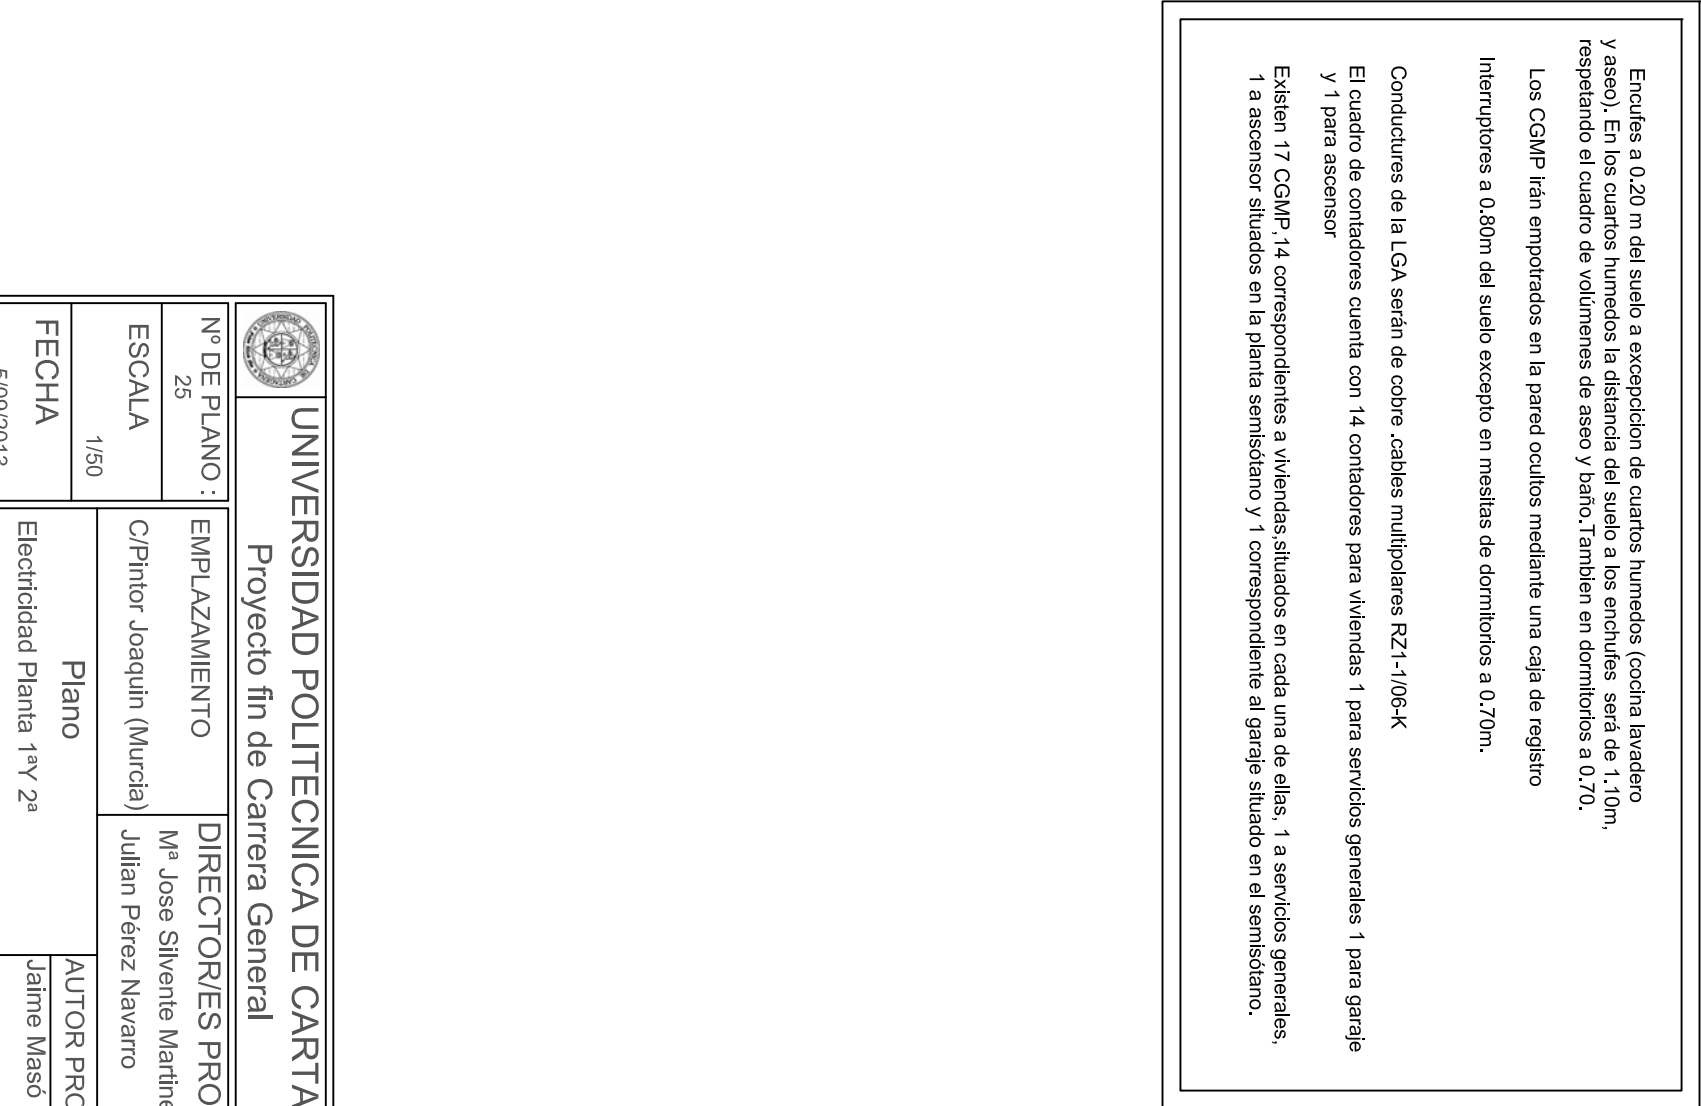 Encufes a 0.20 m del suelo a excepcion de cuartos humedos (cocina lavadero
y aseo). En los cuartos humedos la distancia del suelo a los enchufes será de 1.10m,
respetando el cuadro de volúmenes de aseo y baño.Tambien en dormitorios a 0.70.
Los CGMP irán empotrados en la pared ocultos mediante una caja de registro
Interruptores a 0.80m del suelo excepto en mesitas de dormitorios a 0.70m.
Conductures de la LGA serán de cobre .cables multipolares RZ1-1/06-K
El cuadro de contadores cuenta con 14 contadores para viviendas 1 para servicios generales 1 para garaje
y 1 para ascensor
Existen 17 CGMP,14 correspondientes a viviendas,situados en cada una de ellas, 1 a servicios generales,
1 a ascensor situados en la planta semisótano y 1 correspondiente al garaje situado en el semisótano.
UNIVERSIDAD POLITECNICA DE CARTA
Proyecto fin de Carrera General
Nº DE PLANO :
25
ESCALA
1/50
FECHA
5/09/2013
EMPLAZAMIENTO
C/Pintor Joaquin (Murcia)
DIRECTOR/ES PRO
Mª Jose Silvente Martine
Julian Pérez Navarro
Plano
Electricidad Planta 1ªY 2ª
AUTOR PRO
Jaime Masó